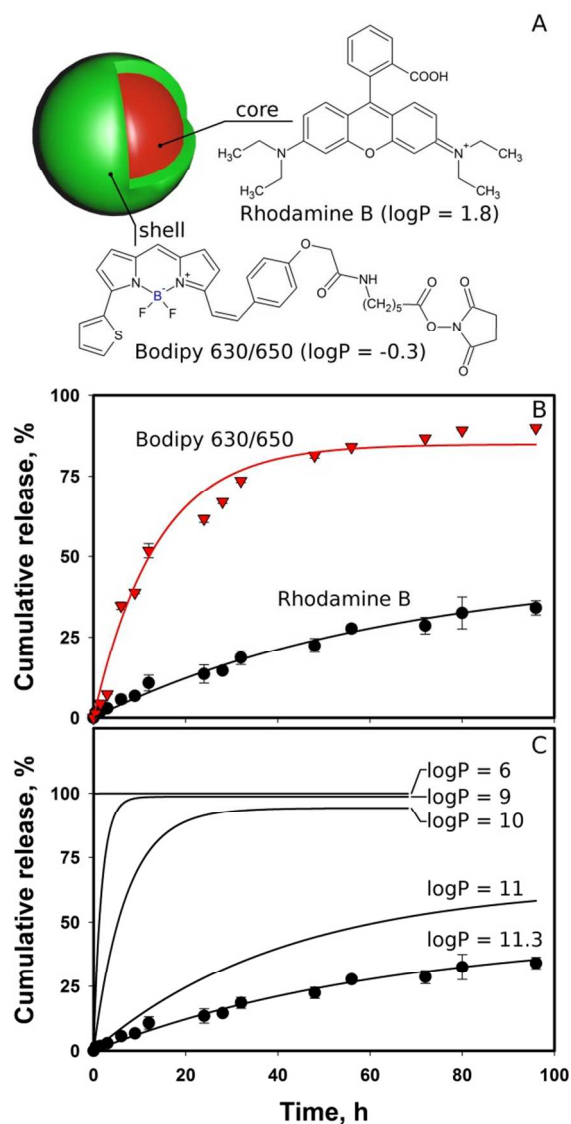 A
core
COOH
H₃C
N
O
N⁺
CH₃
CH₃
CH₃
shell
Rhodamine B (logP = 1.8)
O
O
NH
N
B⁻
N⁺
F
F
O
(CH₂)₅
O
O
N
O
S
O
Bodipy 630/650 (logP = -0.3)
B
100
Bodipy 630/650
75
50
Rhodamine B
25
0
Cumulative release, %
C
logP = 6
100
logP = 9
logP = 10
75
logP = 11
50
logP = 11.3
25
0
Cumulative release, %
0 20 40 60 80 100
Time, h